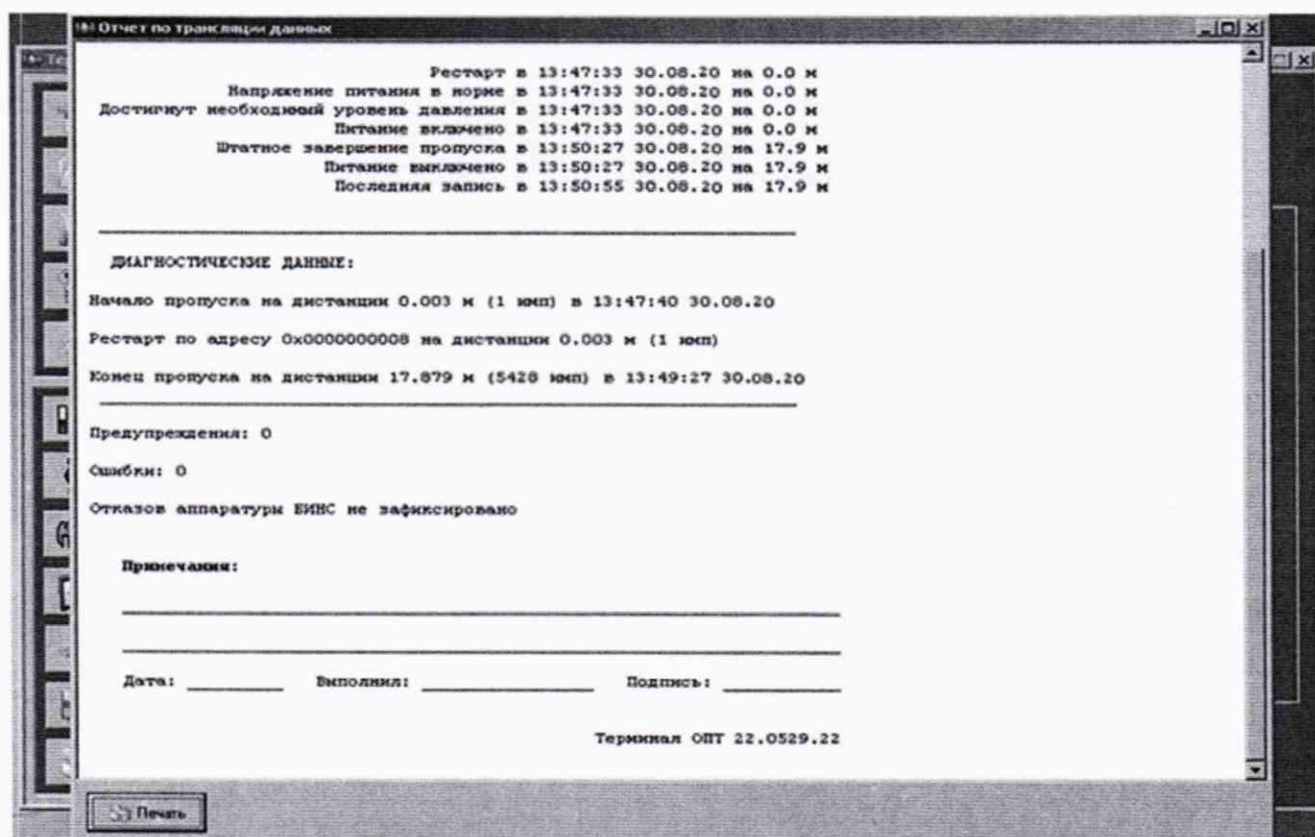 Отчет по трансляции данных
Рестарт в 13:47:33 30.08.20 на 0.0 м
Напряжение питания в норме в 13:47:33 30.08.20 на 0.0 м
Достигнут необходимый уровень давления в 13:47:33 30.08.20 на 0.0 м
Питание включено в 13:47:33 30.08.20 на 0.0 м
Штатное завершение пропуска в 13:50:27 30.08.20 на 17.9 м
Питание выключено в 13:50:27 30.08.20 на 17.9 м
Последняя запись в 13:50:55 30.08.20 на 17.9 м
ДИАГНОСТИЧЕСКИЕ ДАННЫЕ:
Начало пропуска на дистанции 0.003 м (1 имп) в 13:47:40 30.08.20
Рестарт по адресу 0x0000000008 на дистанции 0.003 м (1 имп)
Конец пропуска на дистанции 17.879 м (5428 имп) в 13:49:27 30.08.20
Предупреждения: 0
Ошибки: 0
Отказов аппаратуры БИНС не зафиксировано
Примечания:
Дата: Выполнил: Подпись:
Терминал ОПТ 22.0529.22
Печать